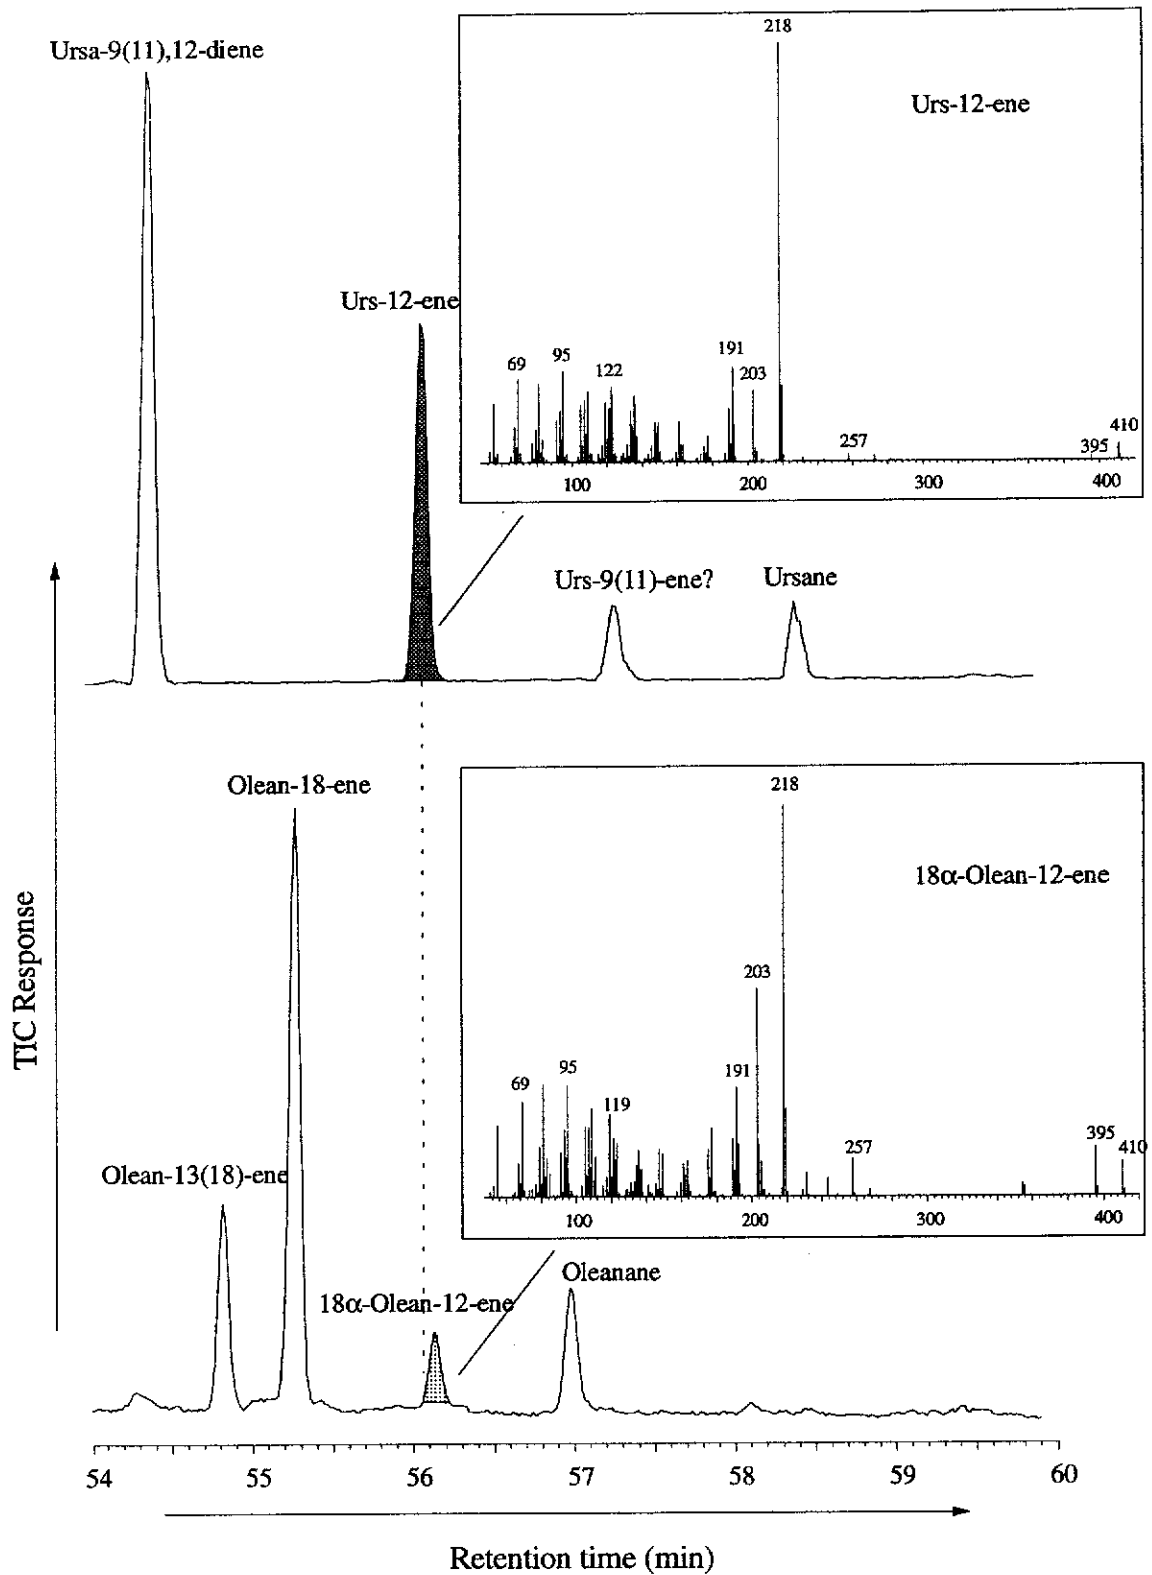 Ursa-9(11),12-diene
218
Urs-12-ene
Urs-12-ene
191
95
69
122
203
410
257
395
100
200
300
400
Urs-9(11)-ene?
Ursane
Olean-18-ene
218
18α-Olean-12-ene
203
95
191
69
119
395
410
257
100
200
300
400
Olean-13(18)-ene
Oleanane
18α-Olean-12-ene
TIC Response
54
55
56
57
58
59
60
Retention time (min)